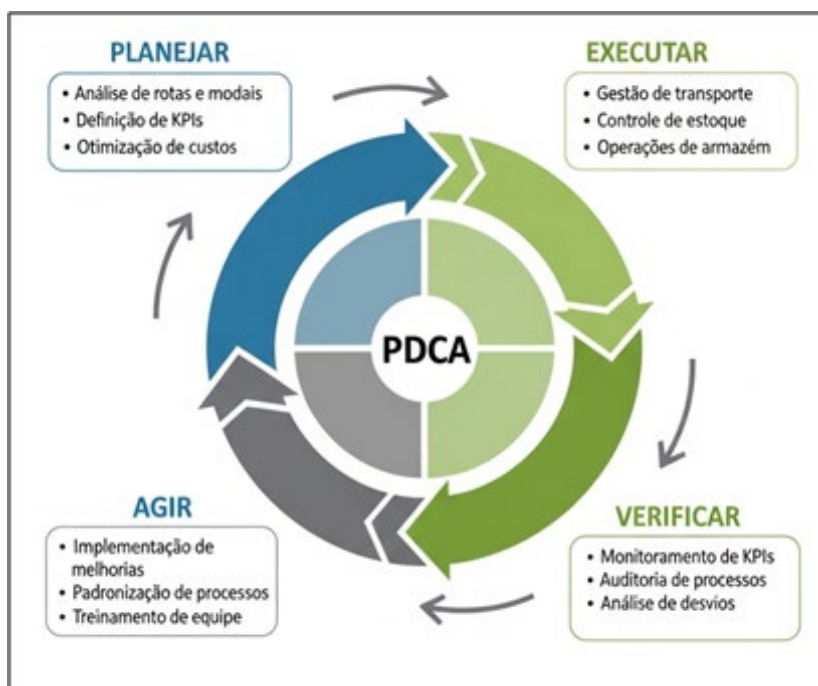 PLANEJAR
• Análise de rotas e modais
• Definição de KPIs
• Otimização de custos
EXECUTAR
• Gestão de transporte
• Controle de estoque
• Operações de armazém
PDCA
AGIR
• Implementação de
melhorias
• Padronização de processos
• Treinamento de equipe
VERIFICAR
• Monitoramento de KPIs
• Auditoria de processos
• Análise de desvios